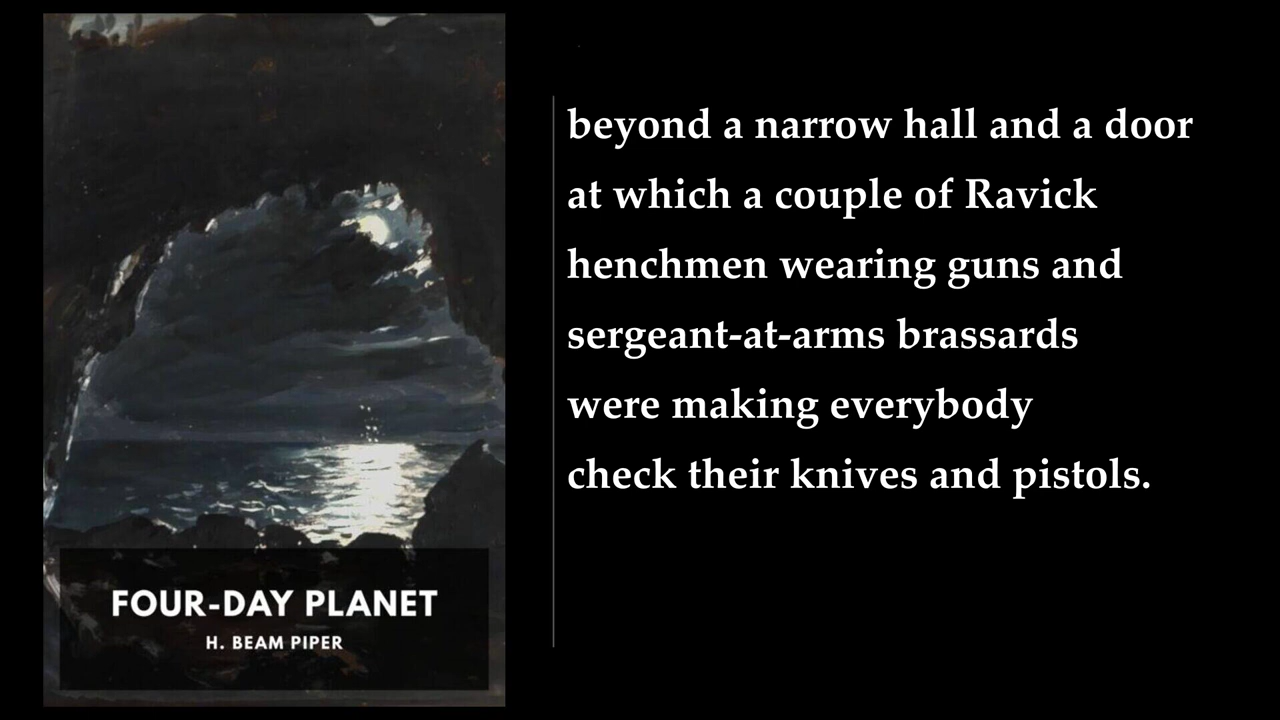 FOUR-DAY PLANET
H. BEAM PIPER
beyond a narrow hall and a door
at which a couple of Ravick
henchmen wearing guns and
sergeant-at-arms brassards
were making everybody
check their knives and pistols.